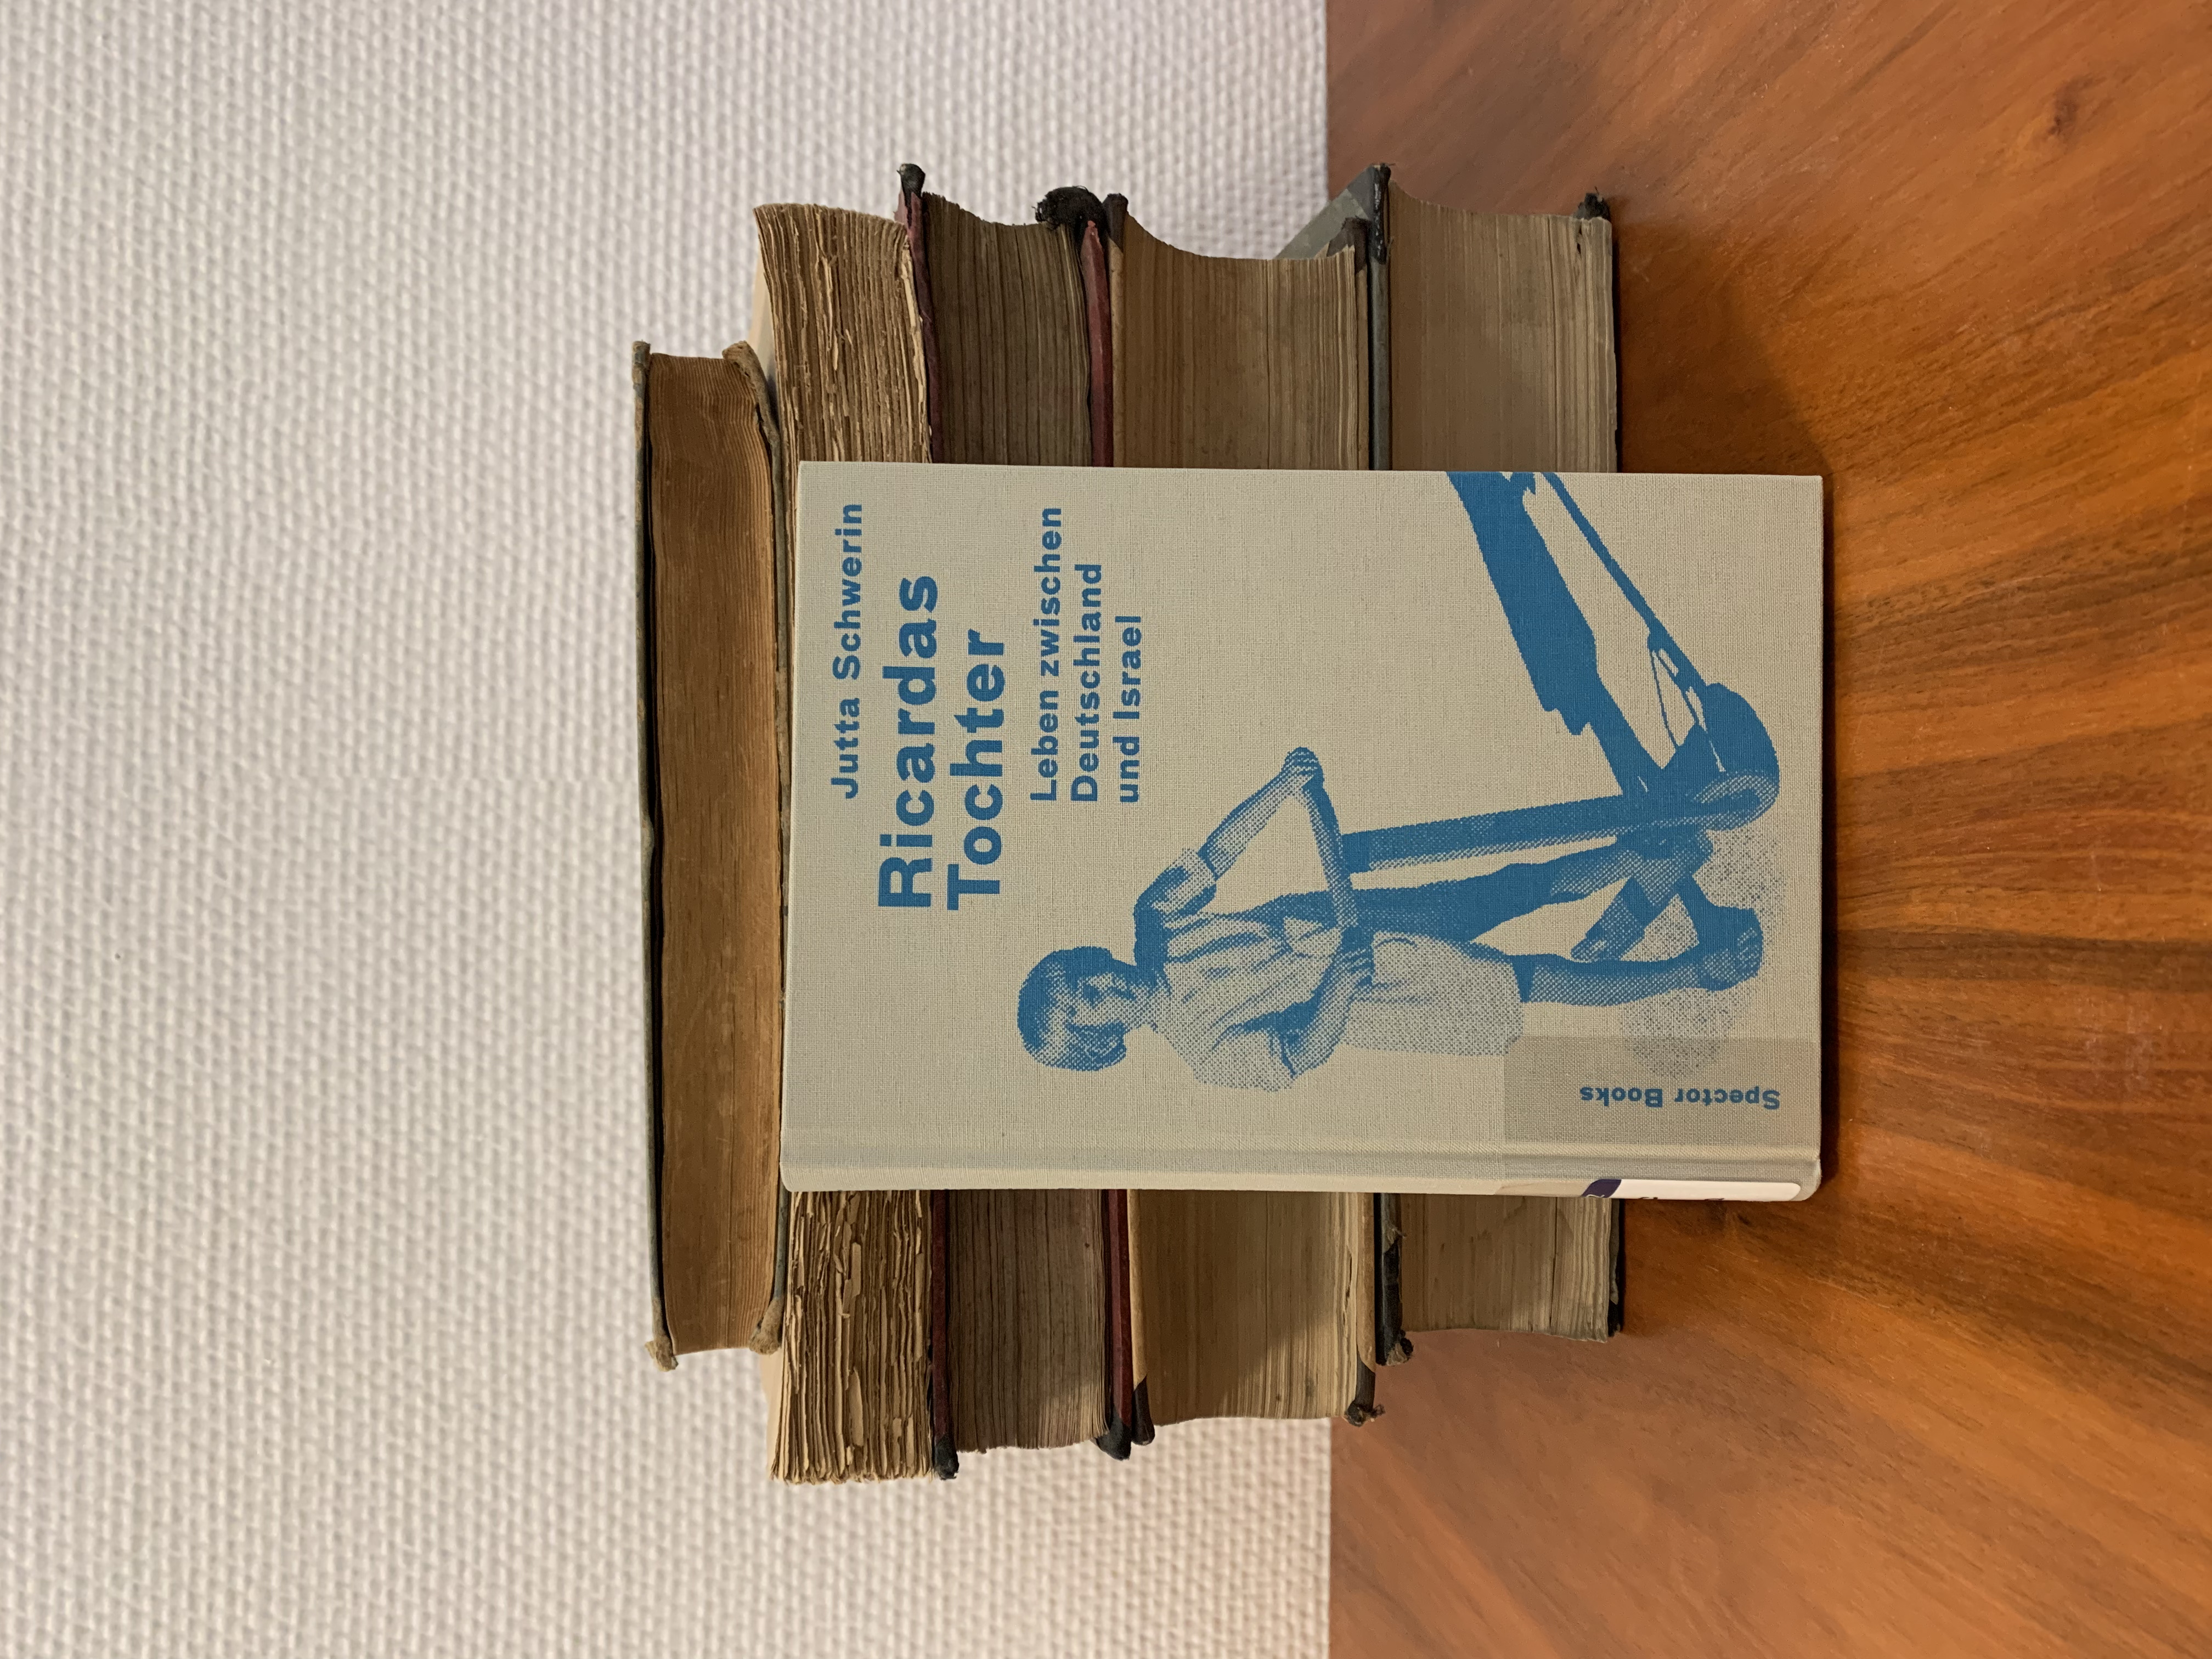 Jutta Schwerin
Ricardas
Tochter
Leben zwischen
Deutschland
und Israel
Spector Books